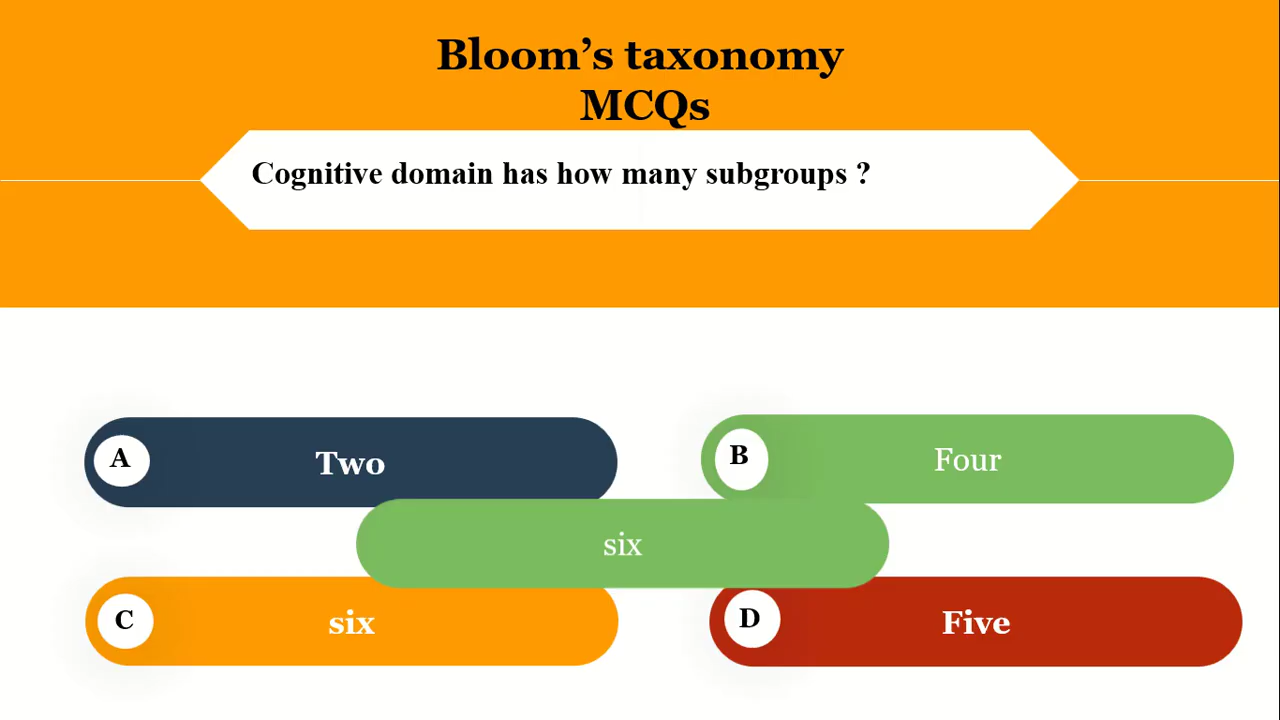 Bloom’s taxonomy
MCQs
Cognitive domain has how many subgroups ?
A Two
B Four
six
C six
D Five